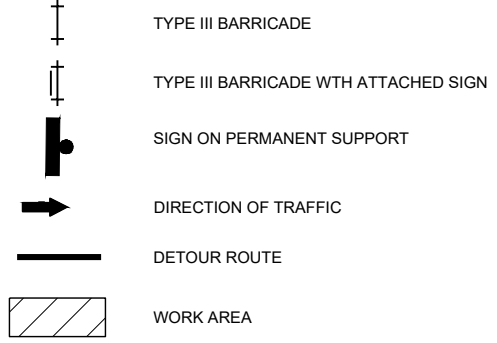 TYPE III BARRICADE
TYPE III BARRICADE WTH ATTACHED SIGN
SIGN ON PERMANENT SUPPORT
DIRECTION OF TRAFFIC
DETOUR ROUTE
WORK AREA